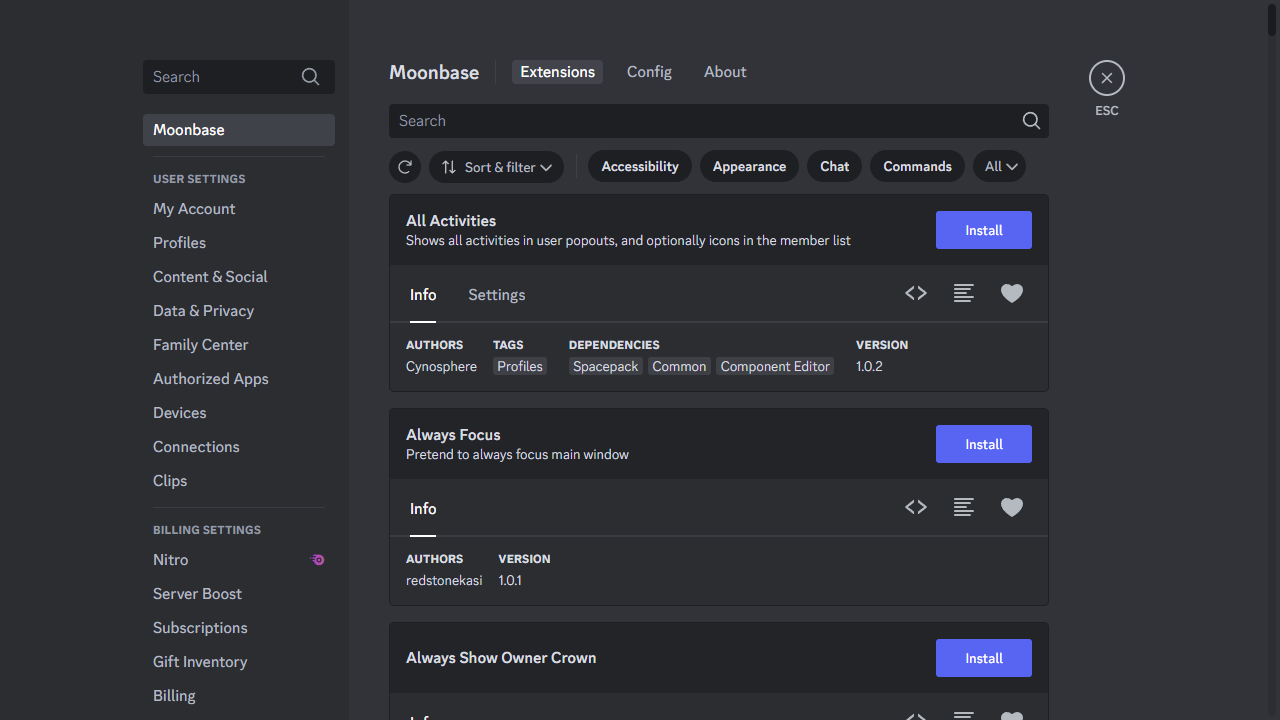 Search
Moonbase
USER SETTINGS
My Account
Profiles
Content & Social
Data & Privacy
Family Center
Authorized Apps
Devices
Connections
Clips
BILLING SETTINGS
Nitro
Server Boost
Subscriptions
Gift Inventory
Billing
Moonbase Extensions Config About
ESC
Search
Sort & filter Accessibility Appearance Chat Commands All
All Activities
Shows all activities in user popouts, and optionally icons in the member list
Install
Info Settings
AUTHORS TAGS DEPENDENCIES VERSION
Cynosphere Profiles Spacepack Common Component Editor 1.0.2
Always Focus
Pretend to always focus main window
Install
Info
AUTHORS VERSION
redstonekasi 1.0.1
Always Show Owner Crown
Install
Info